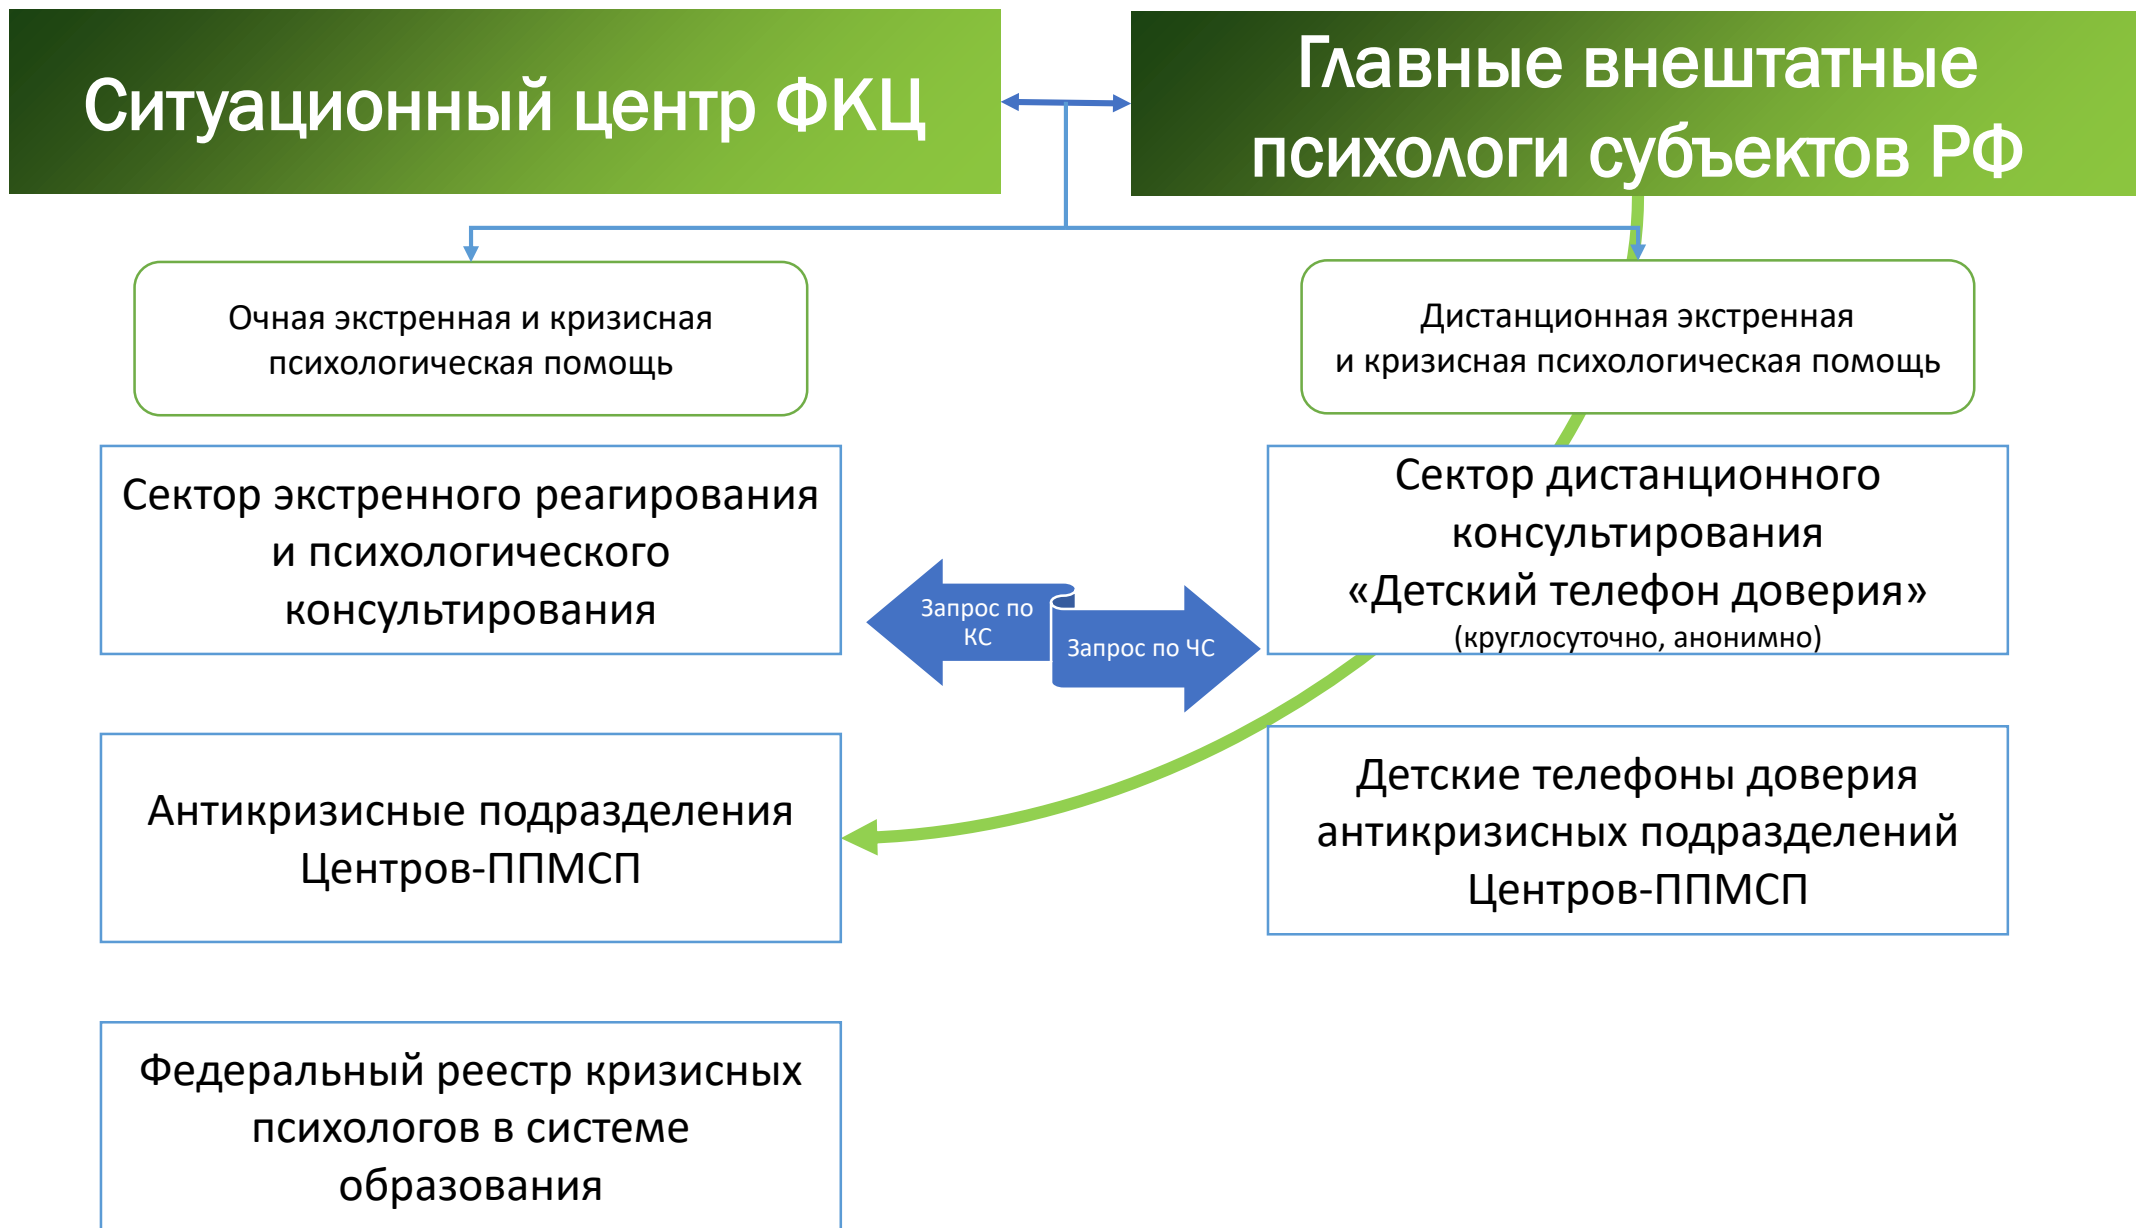 Ситуационный центр ФКЦ
Главные внештатные
психологи субъектов РФ
Очная экстренная и кризисная
психологическая помощь
Дистанционная экстренная
и кризисная психологическая помощь
Сектор экстренного реагирования
и психологического
консультирования
Запрос по
КС
Запрос по ЧС
Сектор дистанционного
консультирования
«Детский телефон доверия»
(круглосуточно, анонимно)
Антикризисные подразделения
Центров-ППМСП
Детские телефоны доверия
антикризисных подразделений
Центров-ППМСП
Федеральный реестр кризисных
психологов в системе
образования